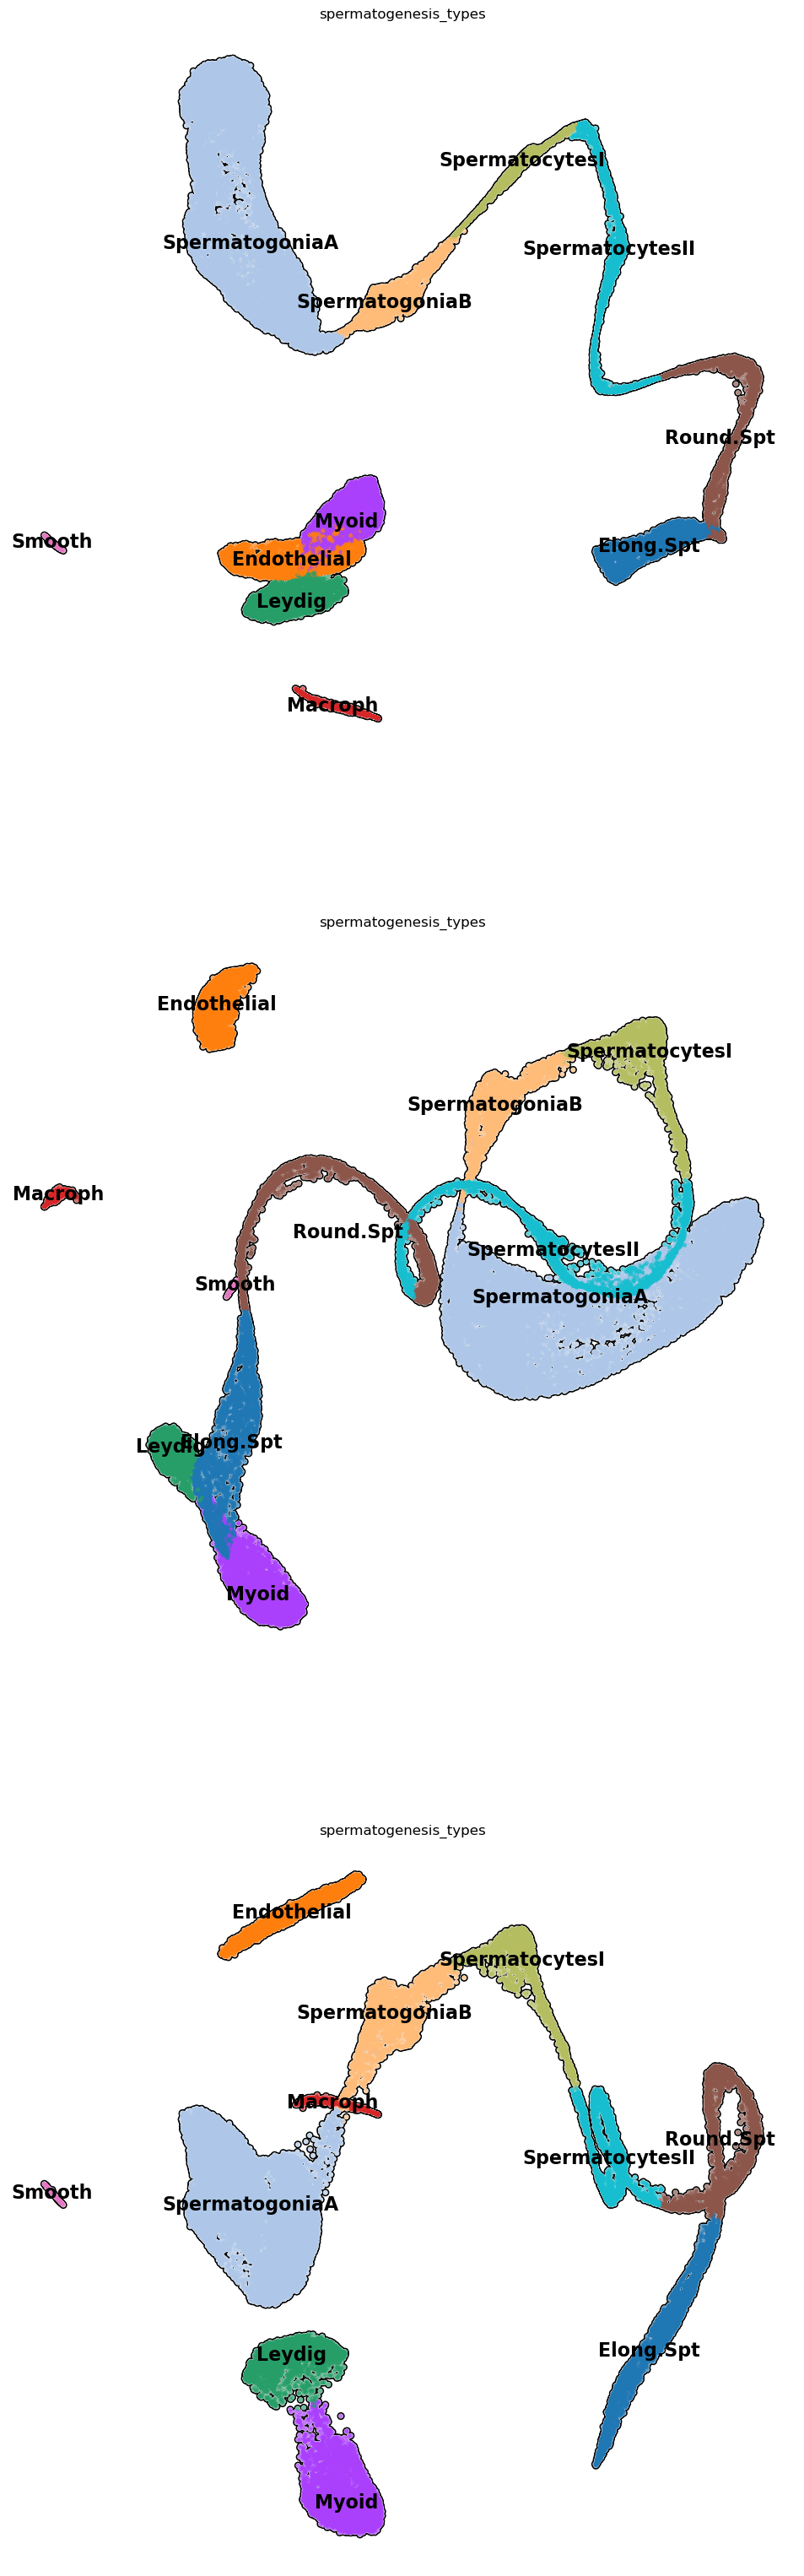 spermatogenesis_types
SpermatocytesI
SpermatogoniaA
SpermatocytesII
SpermatogoniaB
Round.Spt
Myoid
Smooth
Elong.Spt
Endothelial
Leydig
Macroph
spermatogenesis_types
Endothelial
SpermatocytesI
SpermatogoniaB
Macroph
Round.Spt
SpermatocytesII
Smooth
SpermatogoniaA
Elong.Spt
Leydig
Myoid
spermatogenesis_types
Endothelial
SpermatocytesI
SpermatogoniaB
Macroph
Round.Spt
SpermatocytesII
Smooth
SpermatogoniaA
Elong.Spt
Leydig
Myoid